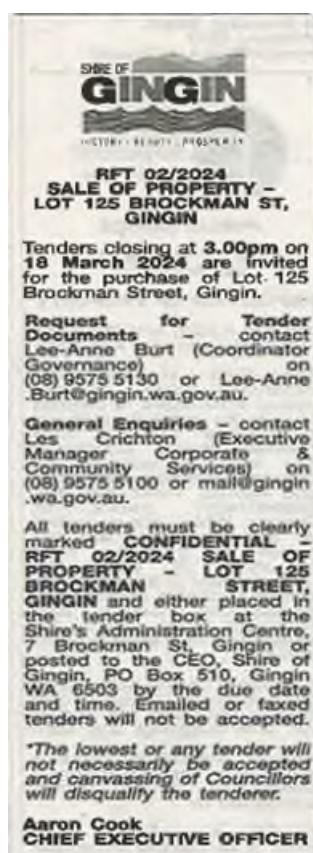 SHIRE OF
GINGIN
HISTORY · BEAUTY · PROSPERITY
RFT 02/2024
SALE OF PROPERTY –
LOT 125 BROCKMAN ST,
GINGIN
Tenders closing at 3.00pm on
18 March 2024 are invited
for the purchase of Lot 125
Brockman Street, Gingin.
Request for Tender
Documents – contact
Lee-Anne Burt (Coordinator
Governance) on
(08) 9575 5130 or Lee-Anne
.Burt@gingin.wa.gov.au.
General Enquiries – contact
Les Crichton (Executive
Manager Corporate &
Community Services) on
(08) 9575 5100 or mail@gingin
.wa.gov.au.
All tenders must be clearly
marked CONFIDENTIAL –
RFT 02/2024 SALE OF
PROPERTY – LOT 125
BROCKMAN STREET,
GINGIN and either placed in
the tender box at the
Shire's Administration Centre,
7 Brockman St, Gingin or
posted to the CEO, Shire of
Gingin, PO Box 510, Gingin
WA 6503 by the due date
and time. Emailed or faxed
tenders will not be accepted.
*The lowest or any tender will
not necessarily be accepted
and canvassing of Councillors
will disqualify the tenderer.
Aaron Cook
CHIEF EXECUTIVE OFFICER